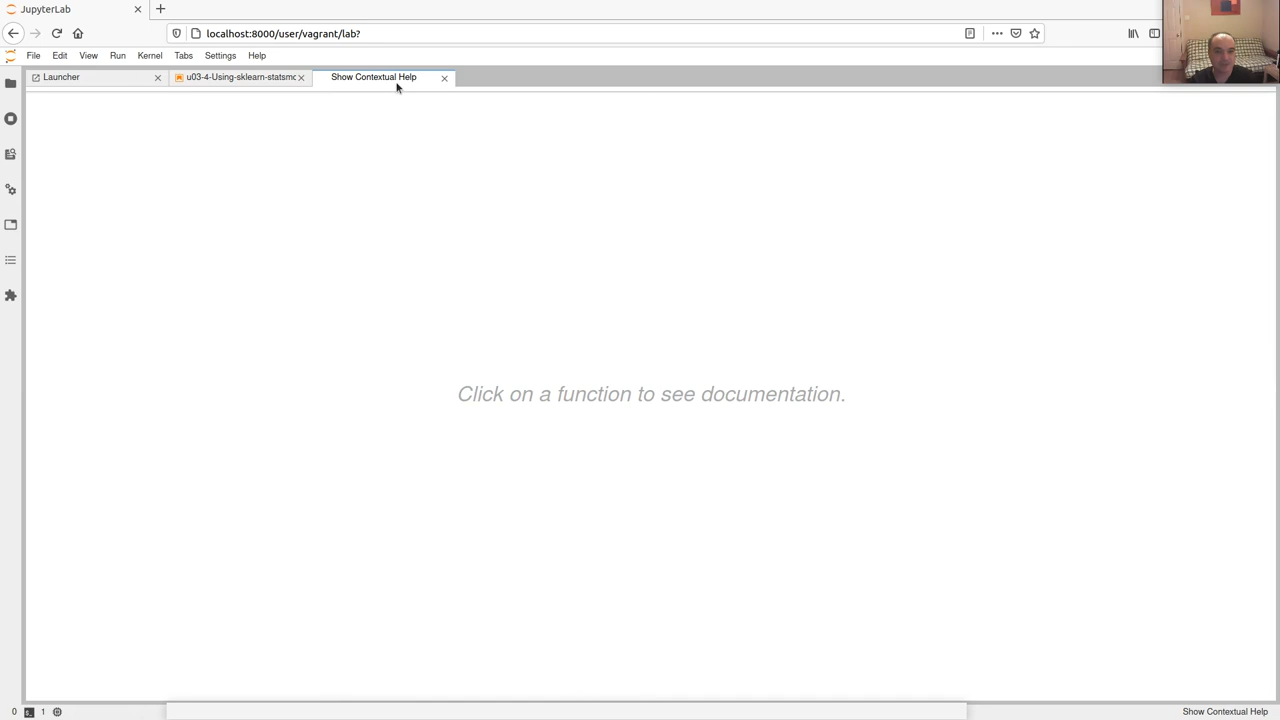 JupyterLab
localhost:8000/user/vagrant/lab?
File Edit View Run Kernel Tabs Settings Help
Launcher u03-4-Using-sklearn-statsmo Show Contextual Help
Click on a function to see documentation.
0 1 Show Contextual Help